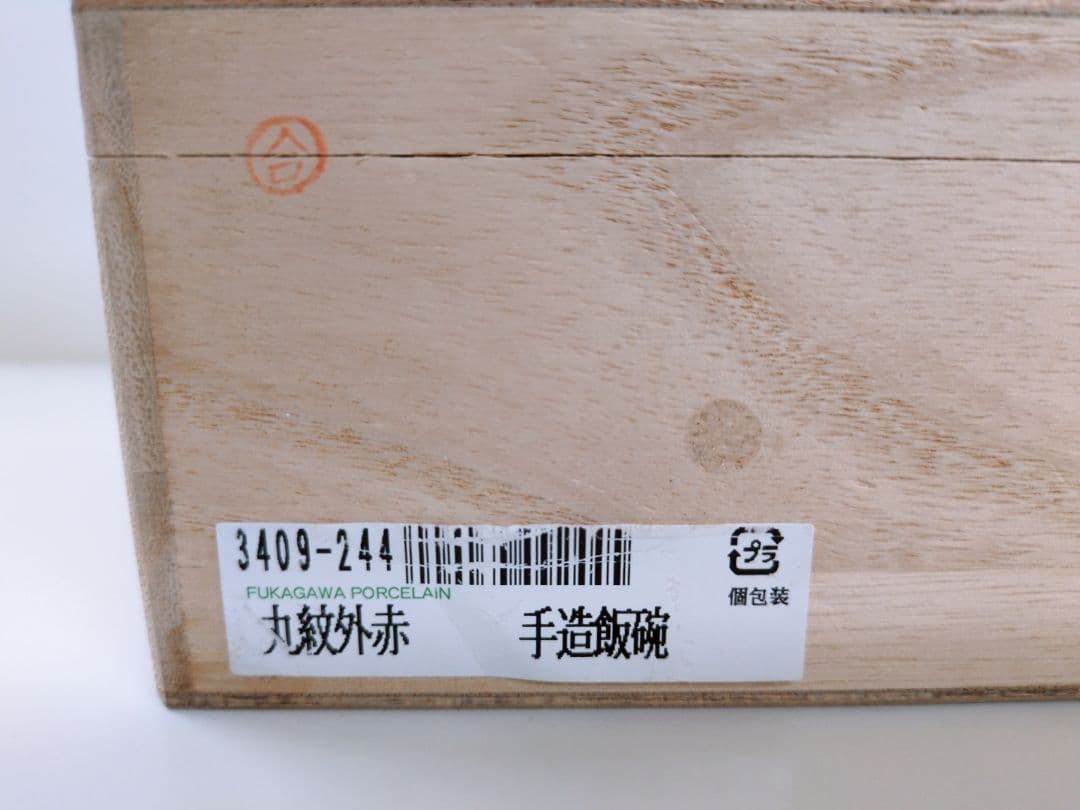 合
3409-244
FUKAGAWA PORCELAIN
丸紋外赤 手造飯碗
プラ
個包装